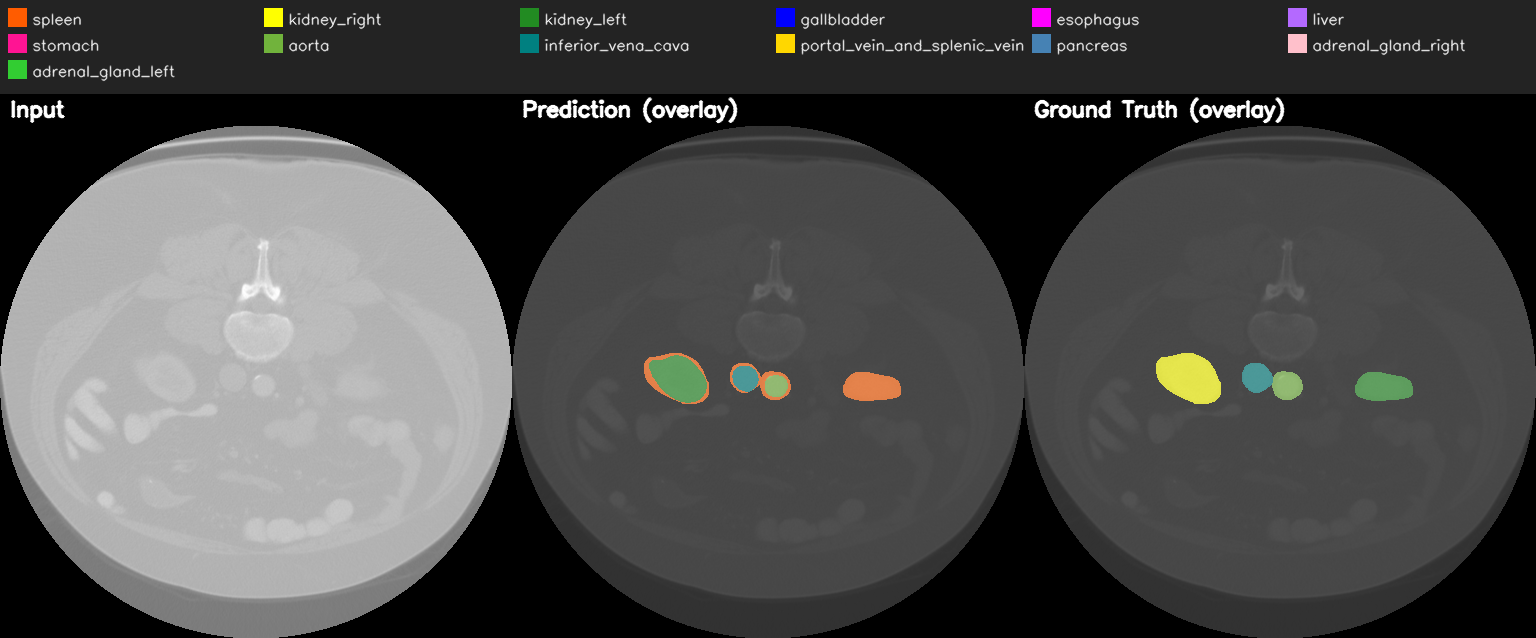 spleen kidney_right kidney_left gallbladder esophagus liver
stomach aorta inferior_vena_cava portal_vein_and_splenic_vein pancreas adrenal_gland_right
adrenal_gland_left
Input Prediction (overlay) Ground Truth (overlay)